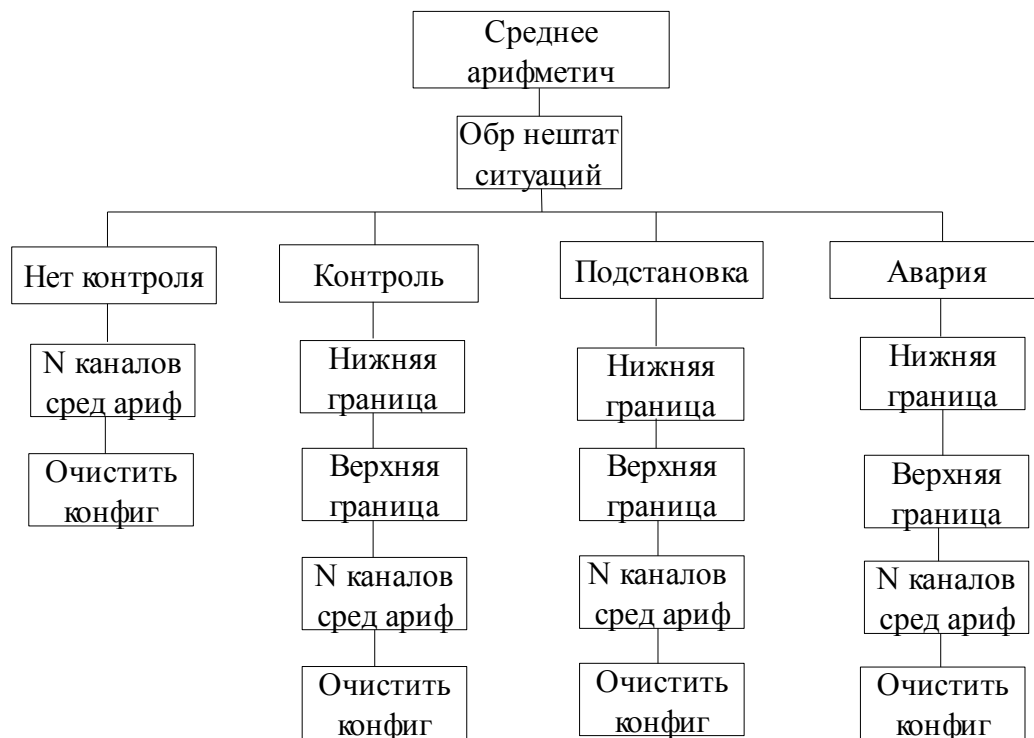 Среднее
арифметич
Обр нештат
ситуаций
Нет контроля
N каналов
сред ариф
Очистить
конфиг
Контроль
Нижняя
граница
Верхняя
граница
N каналов
сред ариф
Очистить
конфиг
Подстановка
Нижняя
граница
Верхняя
граница
N каналов
сред ариф
Очистить
конфиг
Авария
Нижняя
граница
Верхняя
граница
N каналов
сред ариф
Очистить
конфиг